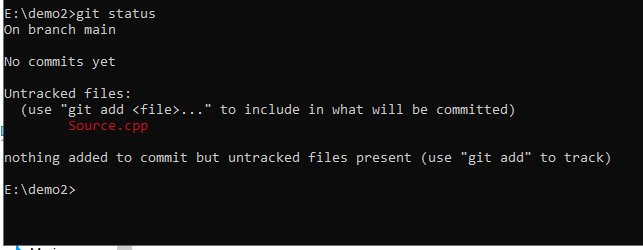 E:\demo2>git status
On branch main
No commits yet
Untracked files:
(use "git add <file>..." to include in what will be committed)
Source.cpp
nothing added to commit but untracked files present (use "git add" to track)
E:\demo2>